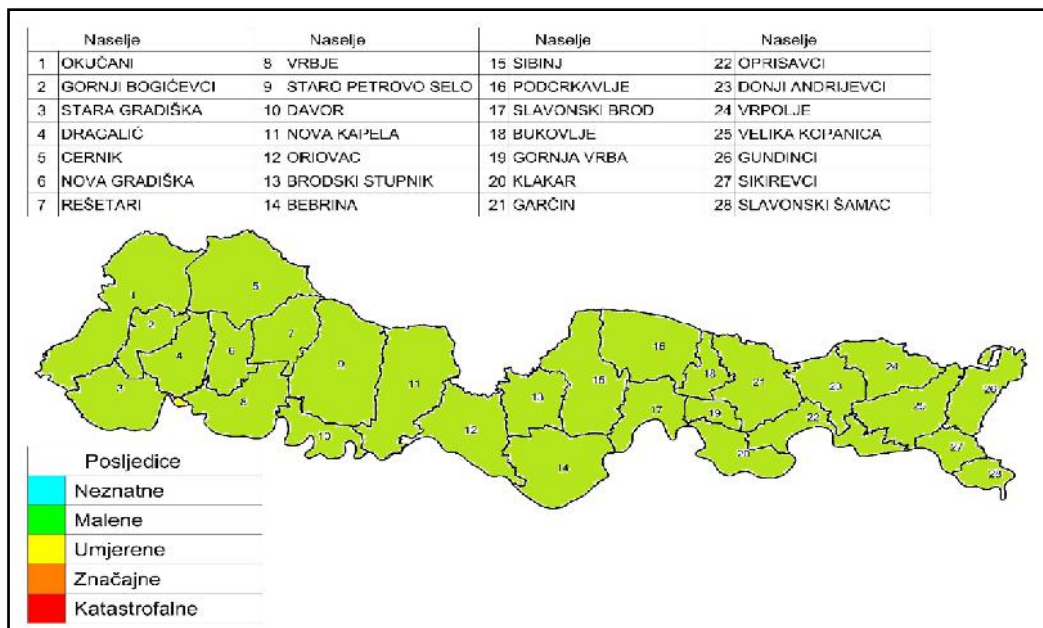 Naselje Naselje Naselje Naselje
1 OKUČANI 8 VRBJE 15 SIBINJ 22 OPRISAVCI
2 GORNJI BOGIĆEVCI 9 STARO PETROVO SELO 16 PODCRKAVLJE 23 DONJI ANDRIJEVCI
3 STARA GRADIŠKA 10 DAVOR 17 SLAVONSKI BROD 24 VRPOLJE
4 DRAGALIĆ 11 NOVA KAPELA 18 BUKOVLJE 25 VELIKA KOPANICA
5 CERNIK 12 ORIOVAC 19 GORNJA VRBA 26 GUNDINCI
6 NOVA GRADIŠKA 13 BRODSKI STUPNIK 20 KLAKAR 27 SIKIREVCI
7 REŠETARI 14 BEBRINA 21 GARČIN 28 SLAVONSKI ŠAMAC
1
5
2
7
4
6
3
9
8
10
11
12
13
15
14
16
17
18
19
20
21
22
23
24
25
26
27
28
Posljedice
Neznatne
Malene
Umjerene
Značajne
Katastrofalne